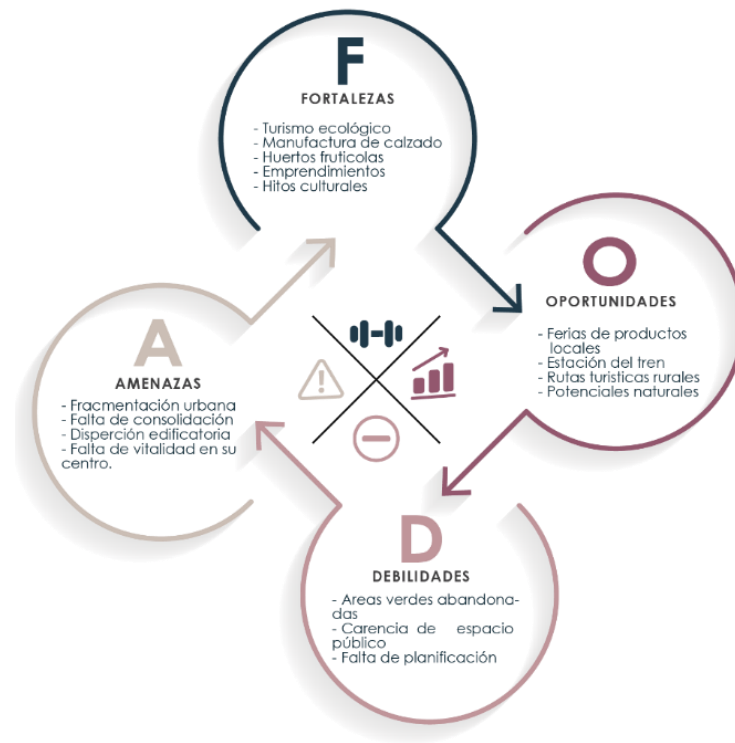 F
FORTALEZAS
- Turismo ecológico
- Manufactura de calzado
- Huertos fruticolas
- Emprendimientos
- Hitos culturales
O
OPORTUNIDADES
- Ferias de productos
locales
- Estación del tren
- Rutas turisticas rurales
- Potenciales naturales
A
AMENAZAS
- Fracmentación urbana
- Falta de consolidación
- Disperción edificatoria
- Falta de vitalidad en su
centro.
D
DEBILIDADES
- Areas verdes abandona-
das
- Carencia de espacio
público
- Falta de planificación